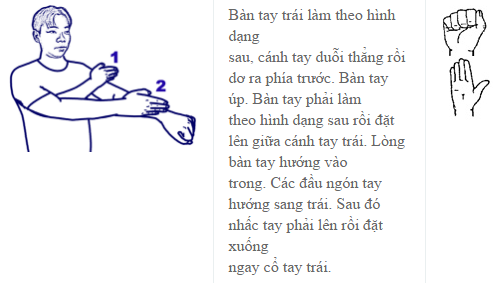 1
2
Bàn tay trái làm theo hình
dạng
sau, cánh tay duỗi thẳng rồi
dơ ra phía trước. Bàn tay
úp. Bàn tay phải làm
theo hình dạng sau rồi đặt
lên giữa cánh tay trái. Lòng
bàn tay hướng vào
trong. Các đầu ngón tay
hướng sang trái. Sau đó
nhấc tay phải lên rồi đặt
xuống
ngay cổ tay trái.